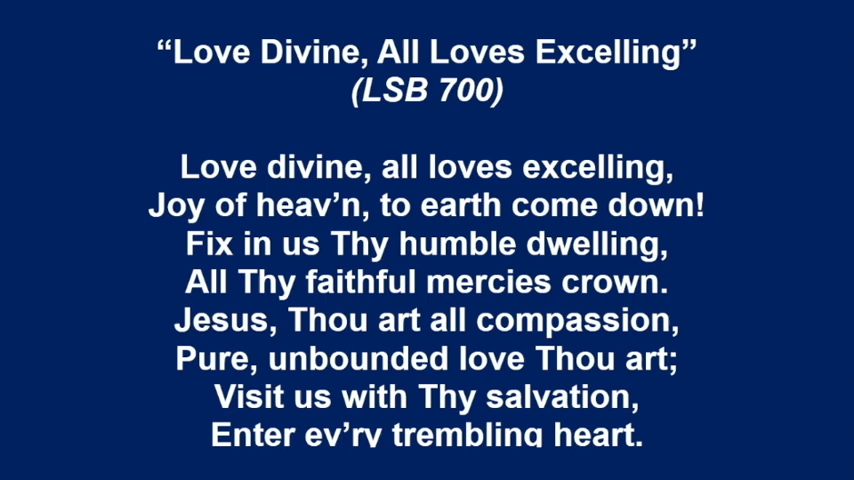 “Love Divine, All Loves Excelling”
(LSB 700)
Love divine, all loves excelling,
Joy of heav’n, to earth come down!
Fix in us Thy humble dwelling,
All Thy faithful mercies crown.
Jesus, Thou art all compassion,
Pure, unbounded love Thou art;
Visit us with Thy salvation,
Enter ev’ry trembling heart.